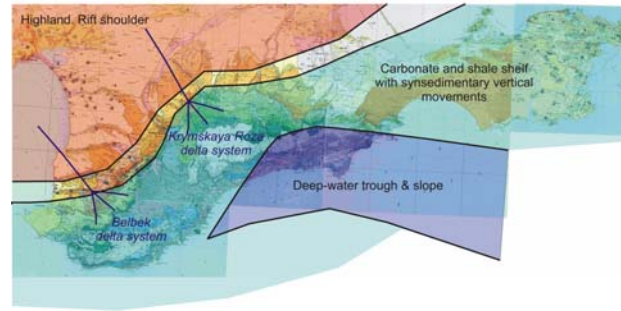 Highland. Rift shoulder
Carbonate and shale shelf
with synsedimentary vertical
movements
Krymskaya Roza
delta system
Deep-water trough & slope
Belbek
delta system